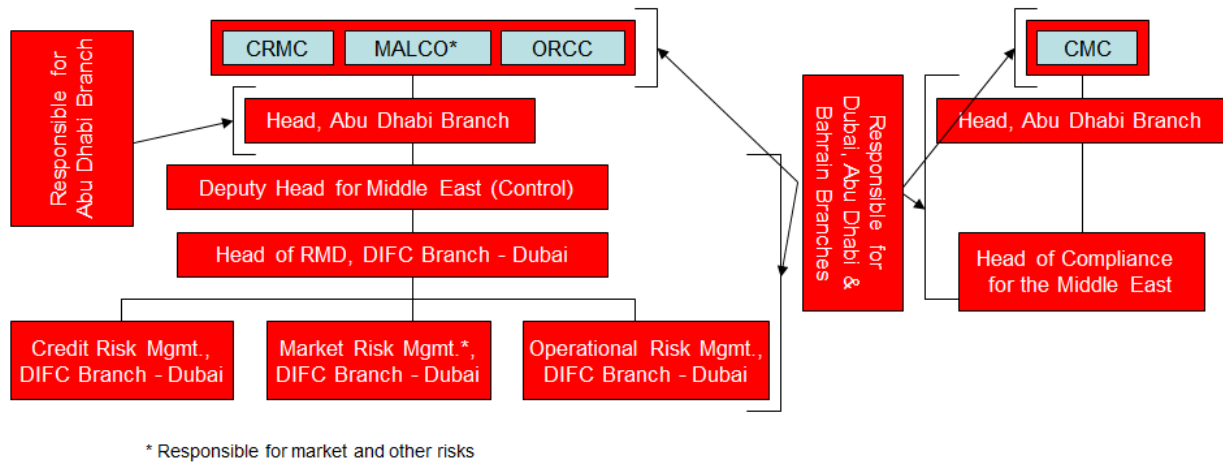 CRMC
MALCO*
ORCC
CMC
Responsible for
Abu Dhabi Branch
Head, Abu Dhabi Branch
Deputy Head for Middle East (Control)
Head of RMD, DIFC Branch - Dubai
Credit Risk Mgmt.,
DIFC Branch - Dubai
Market Risk Mgmt.*,
DIFC Branch - Dubai
Operational Risk Mgmt.,
DIFC Branch - Dubai
Responsible for
Dubai, Abu Dhabi &
Bahrain Branches
Head, Abu Dhabi Branch
Head of Compliance
for the Middle East
* Responsible for market and other risks